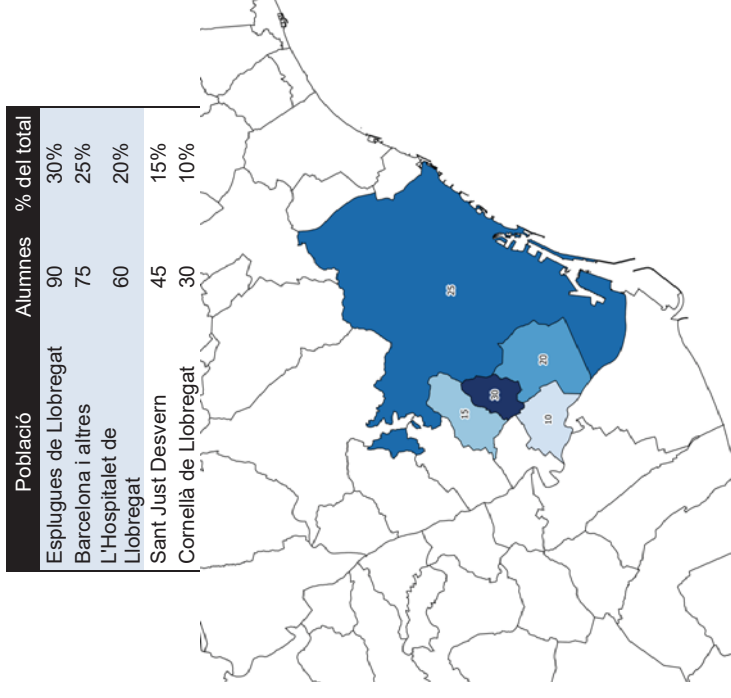 Població Alumnes % del total
Esplugues de Llobregat 90 30%
Barcelona i altres 75 25%
L'Hospitalet de
Llobregat 60 20%
Sant Just Desvern 45 15%
Cornellà de Llobregat 30 10%
25
15
30
20
10